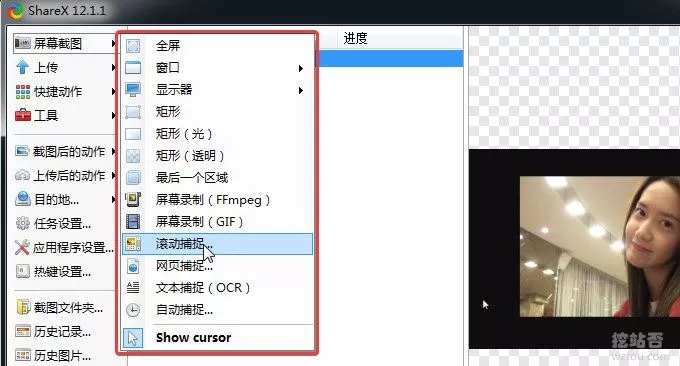 ShareX 12.1.1
屏幕截图
上传
快捷动作
工具
截图后的动作
上传后的动作
目的地...
任务设置...
应用程序设置...
热键设置...
截图文件夹...
历史记录...
历史图片...
全屏
窗口
显示器
矩形
矩形（光）
矩形（透明）
最后一个区域
屏幕录制（FFmpeg）
屏幕录制（GIF）
滚动捕捉...
网页捕捉...
文本捕捉（OCR）
自动捕捉...
Show cursor
进度
挖站否
wzfou.com